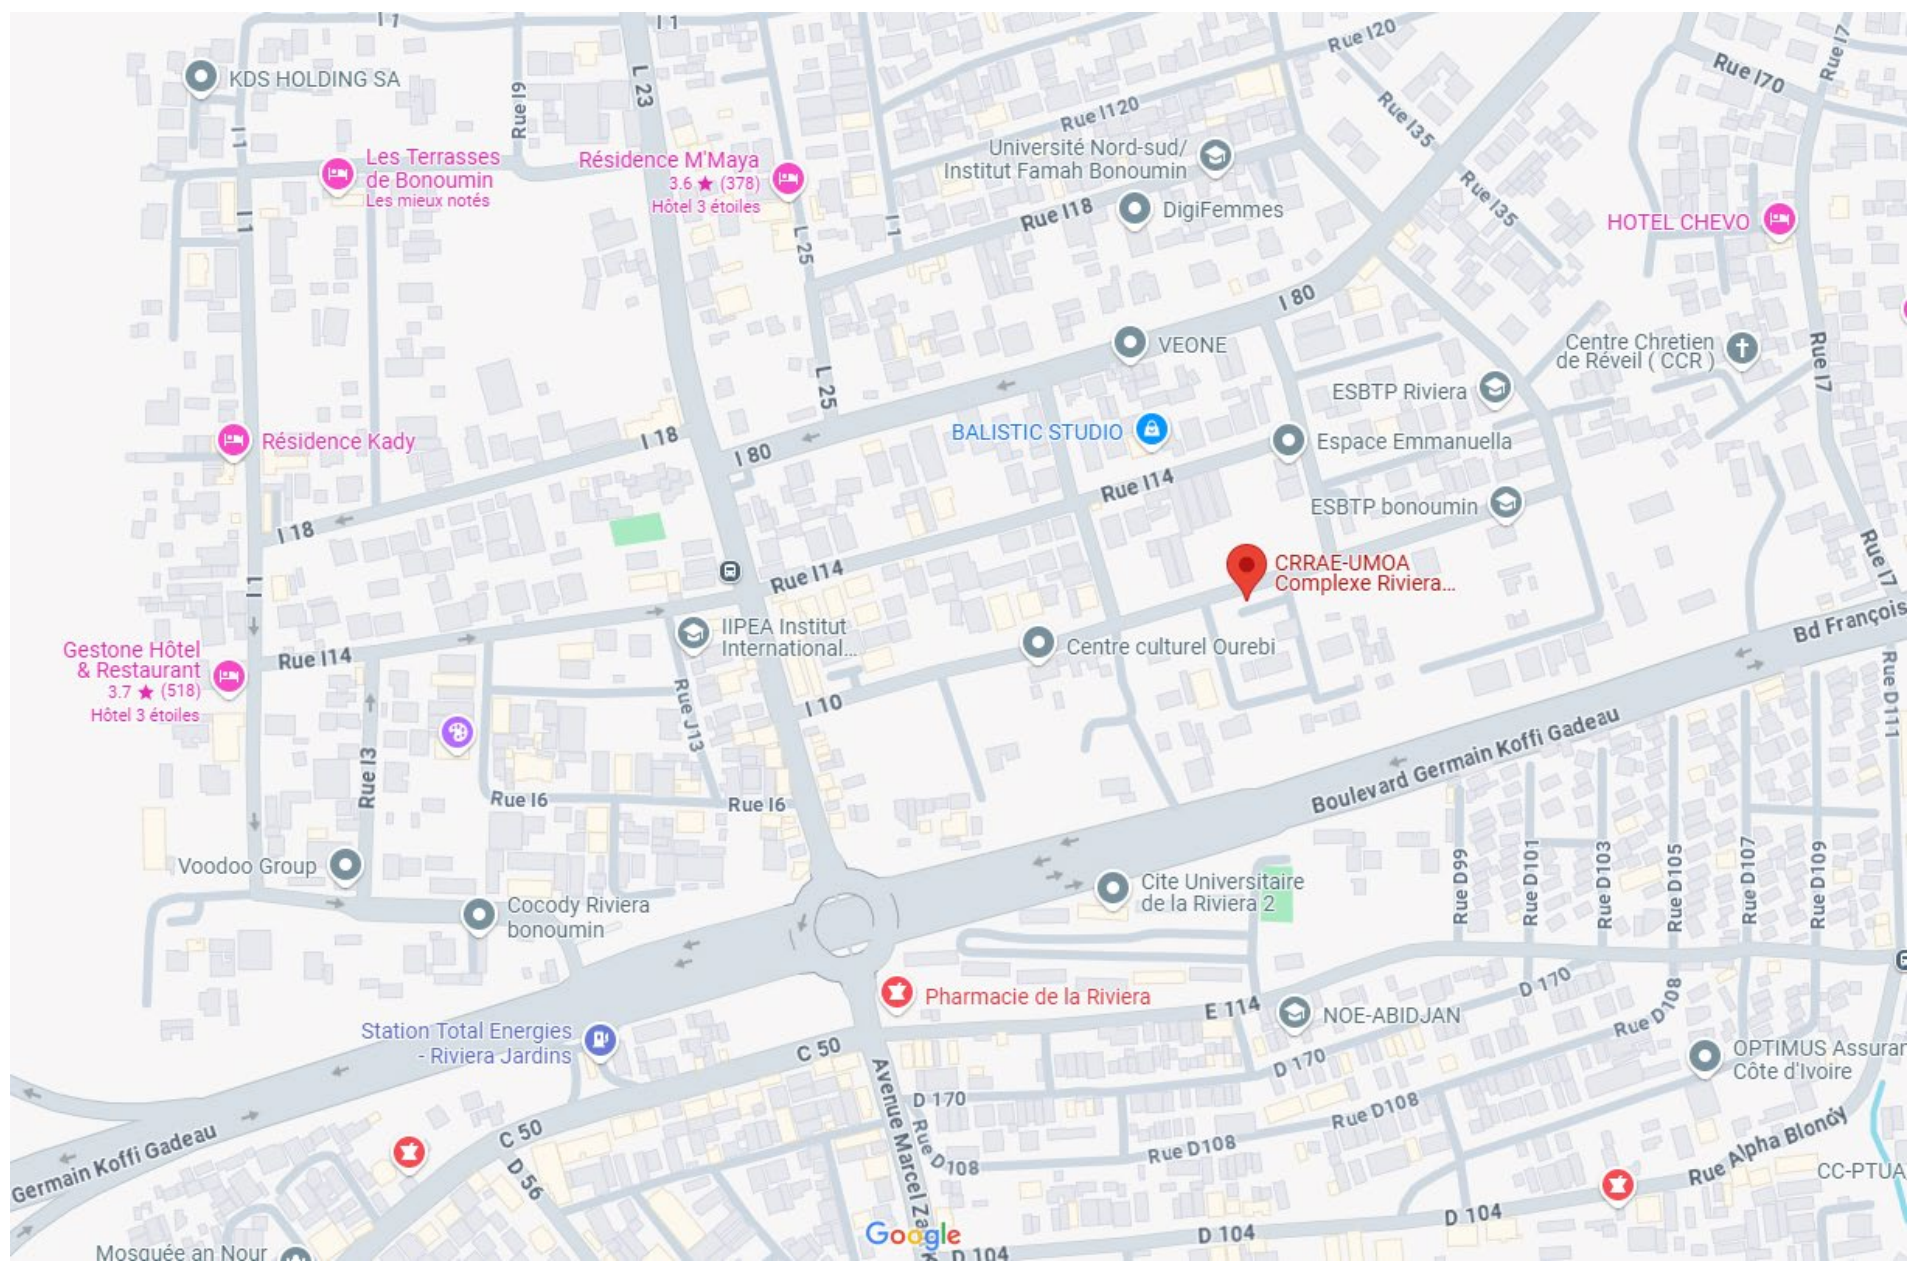 I 1
I 1
Rue I20
Rue I7
KDS HOLDING SA
L 23
Rue I9
Rue I70
Rue I35
Rue I120
I 1
Les Terrasses
de Bonoumin
Les mieux notés
Résidence M'Maya
3.6 ★ (378)
Hôtel 3 étoiles
Université Nord-sud/
Institut Famah Bonoumin
DigiFemmes
Rue I18
Rue I35
HOTEL CHEVO
I 1
L 25
I 1
I 80
VEONE
Centre Chretien
de Réveil ( CCR )
Rue I7
L 25
ESBTP Riviera
BALISTIC STUDIO
Espace Emmanuella
Résidence Kady
I 18
I 80
Rue I14
ESBTP bonoumin
I 18
Rue I14
CRRAE-UMOA
Complexe Riviera...
Rue I7
I 1
IIPEA Institut
International...
Centre culturel Ourebi
Bd François
Gestone Hôtel
& Restaurant
3.7 ★ (518)
Hôtel 3 étoiles
Rue I14
Rue J13
I 10
Rue D111
Boulevard Germain Koffi Gadeau
Rue I3
Rue I6
Rue I6
Voodoo Group
Cocody Riviera
bonoumin
Cite Universitaire
de la Riviera 2
Rue D99
Rue D101
Rue D103
Rue D105
Rue D107
Rue D109
Pharmacie de la Riviera
E 114
NOE-ABIDJAN
D 170
Rue D108
Station Total Energies
- Riviera Jardins
C 50
D 170
OPTIMUS Assuran
Côte d'Ivoire
Avenue Marcel Za
D 170
Rue D108
Rue D108
Rue D108
C 50
D 56
Germain Koffi Gadeau
Rue Alpha Blondy
CC-PTUA
D 104
D 104
D 104
Google
Mosquée an Nour